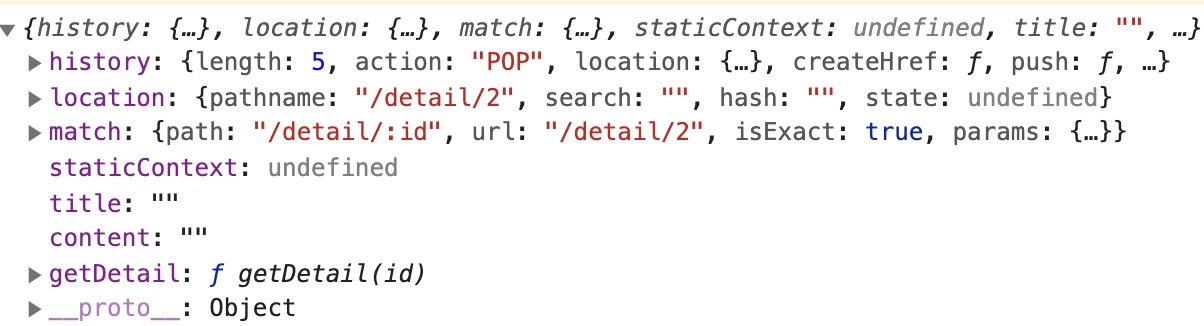 ▼{history: {…}, location: {…}, match: {…}, staticContext: undefined, title: "", …}
▶history: {length: 5, action: "POP", location: {…}, createHref: ƒ, push: ƒ, …}
▶location: {pathname: "/detail/2", search: "", hash: "", state: undefined}
▶match: {path: "/detail/:id", url: "/detail/2", isExact: true, params: {…}}
staticContext: undefined
title: ""
content: ""
▶getDetail: ƒ getDetail(id)
▶__proto__: Object